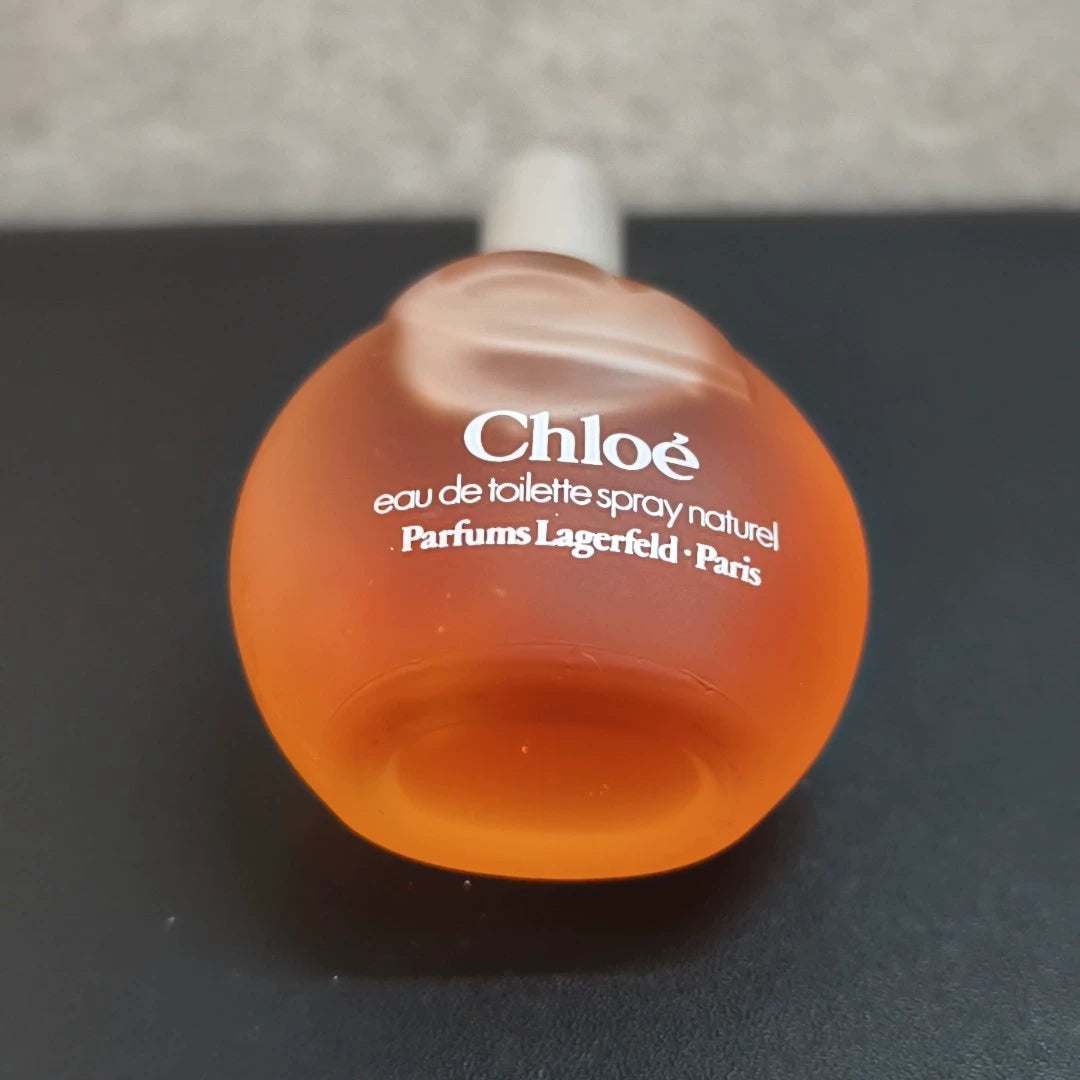 Chloé
eau de toilette spray naturel
Parfums Lagerfeld · Paris